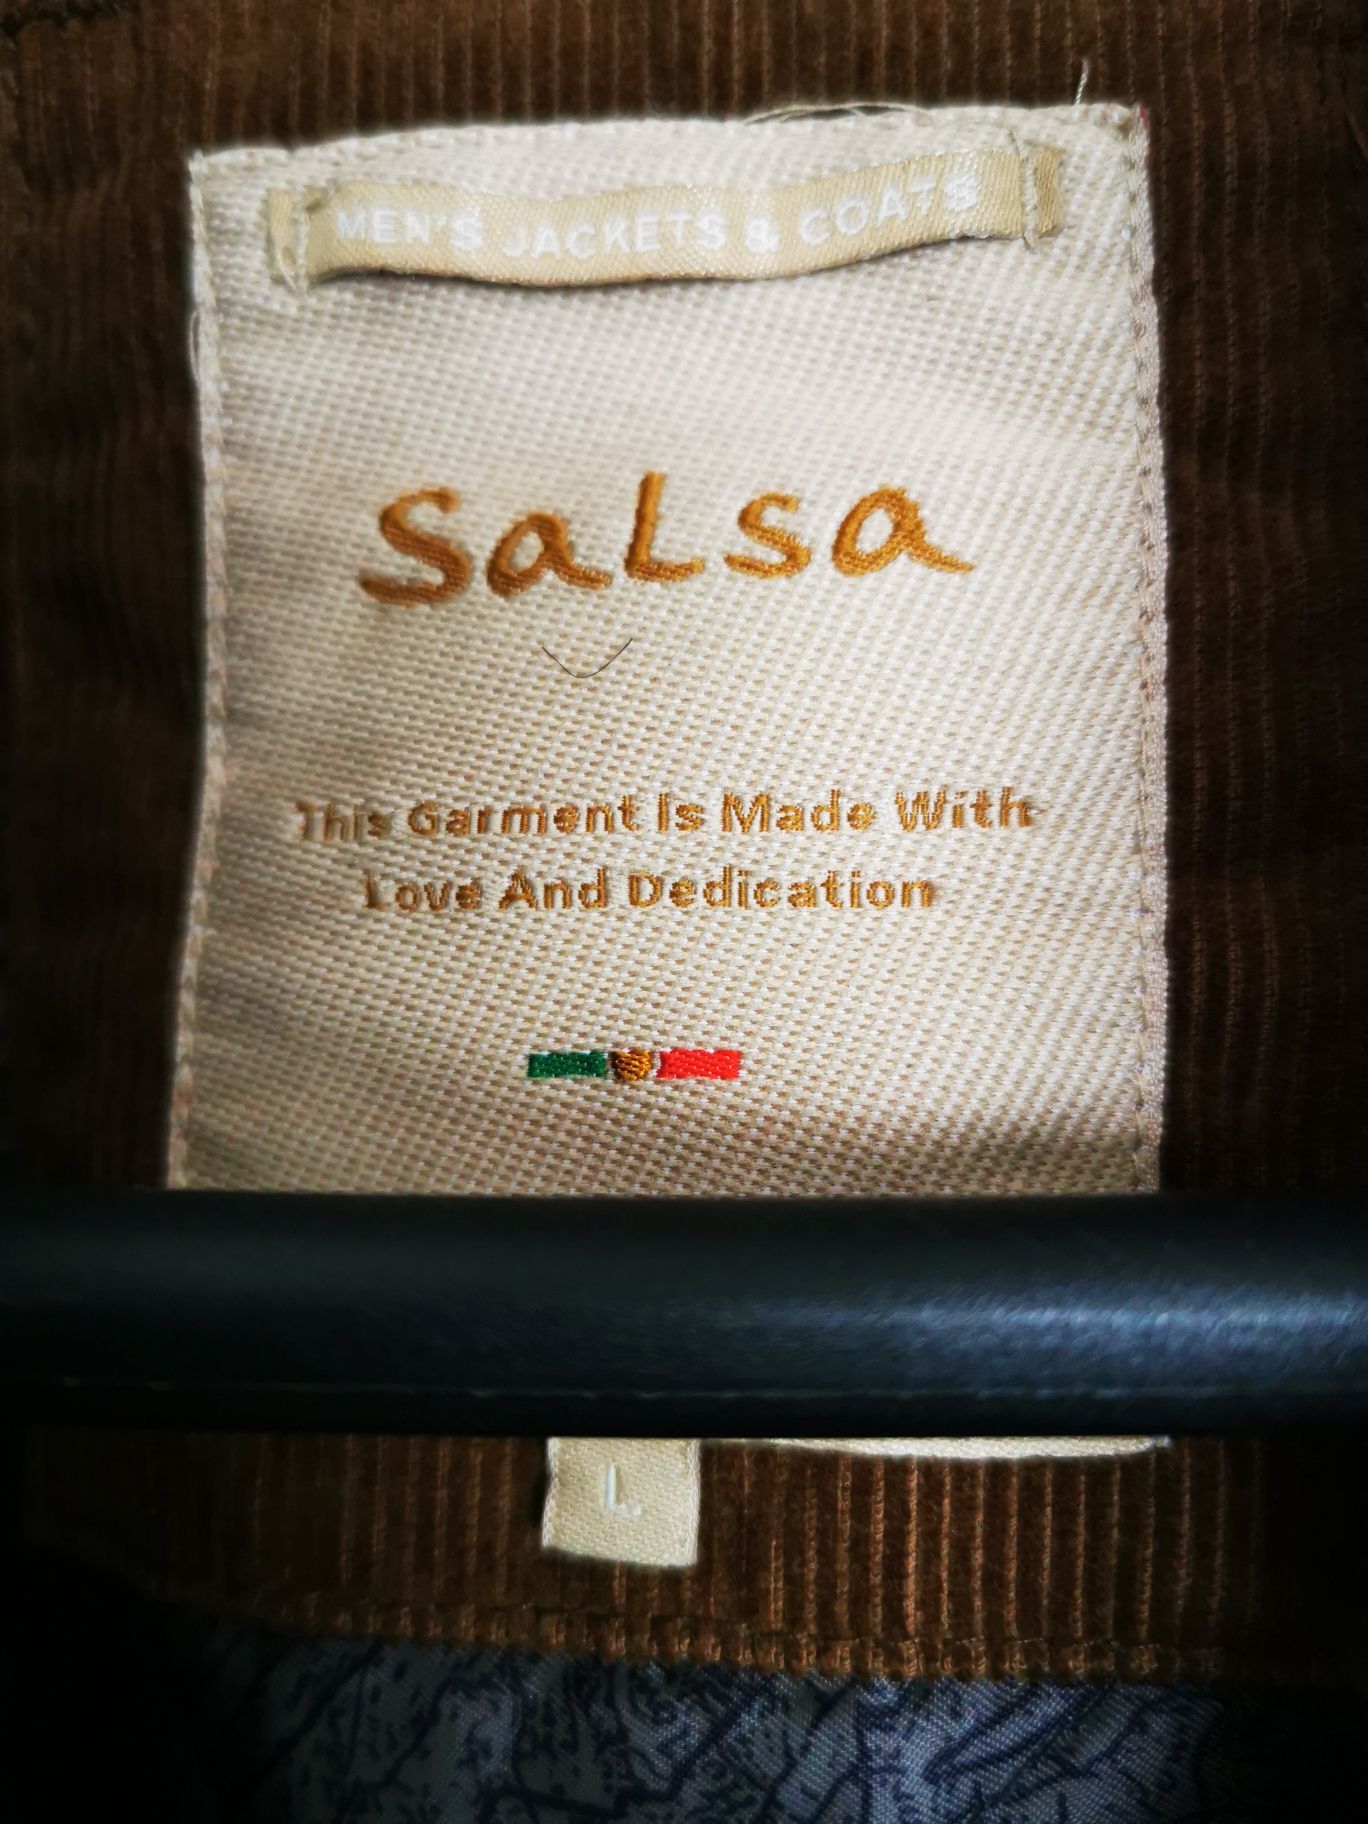 MEN'S JACKETS & COATS
SaLsa
This Garment Is Made With
Love And Dedication
L